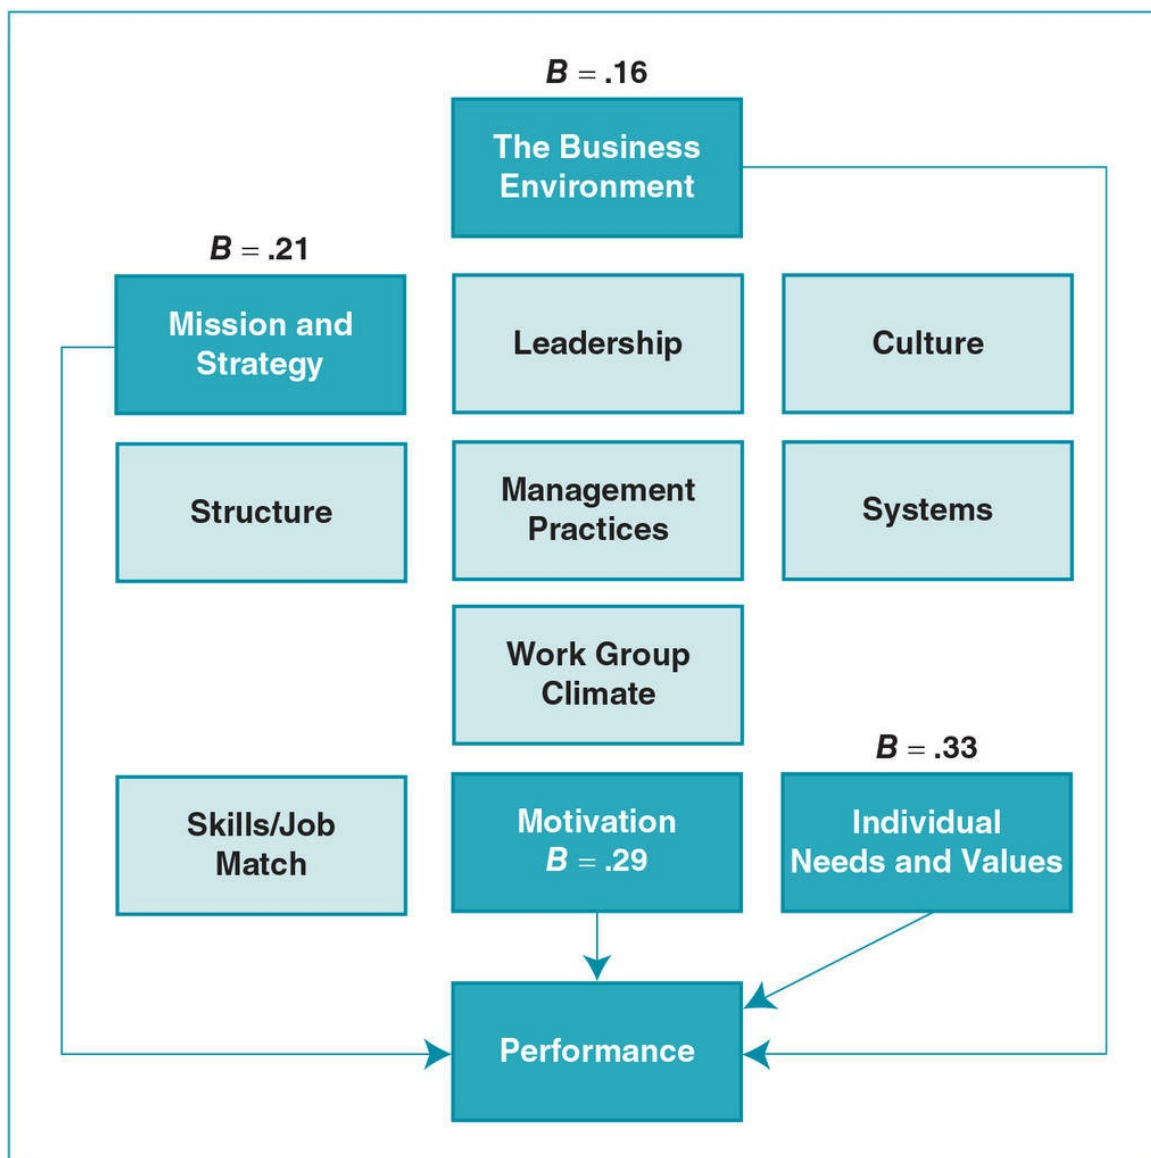 B = .16
The Business
Environment
B = .21
Mission and
Strategy
Leadership
Culture
Structure
Management
Practices
Systems
Work Group
Climate
B = .33
Skills/Job
Match
Motivation
B = .29
Individual
Needs and Values
Performance